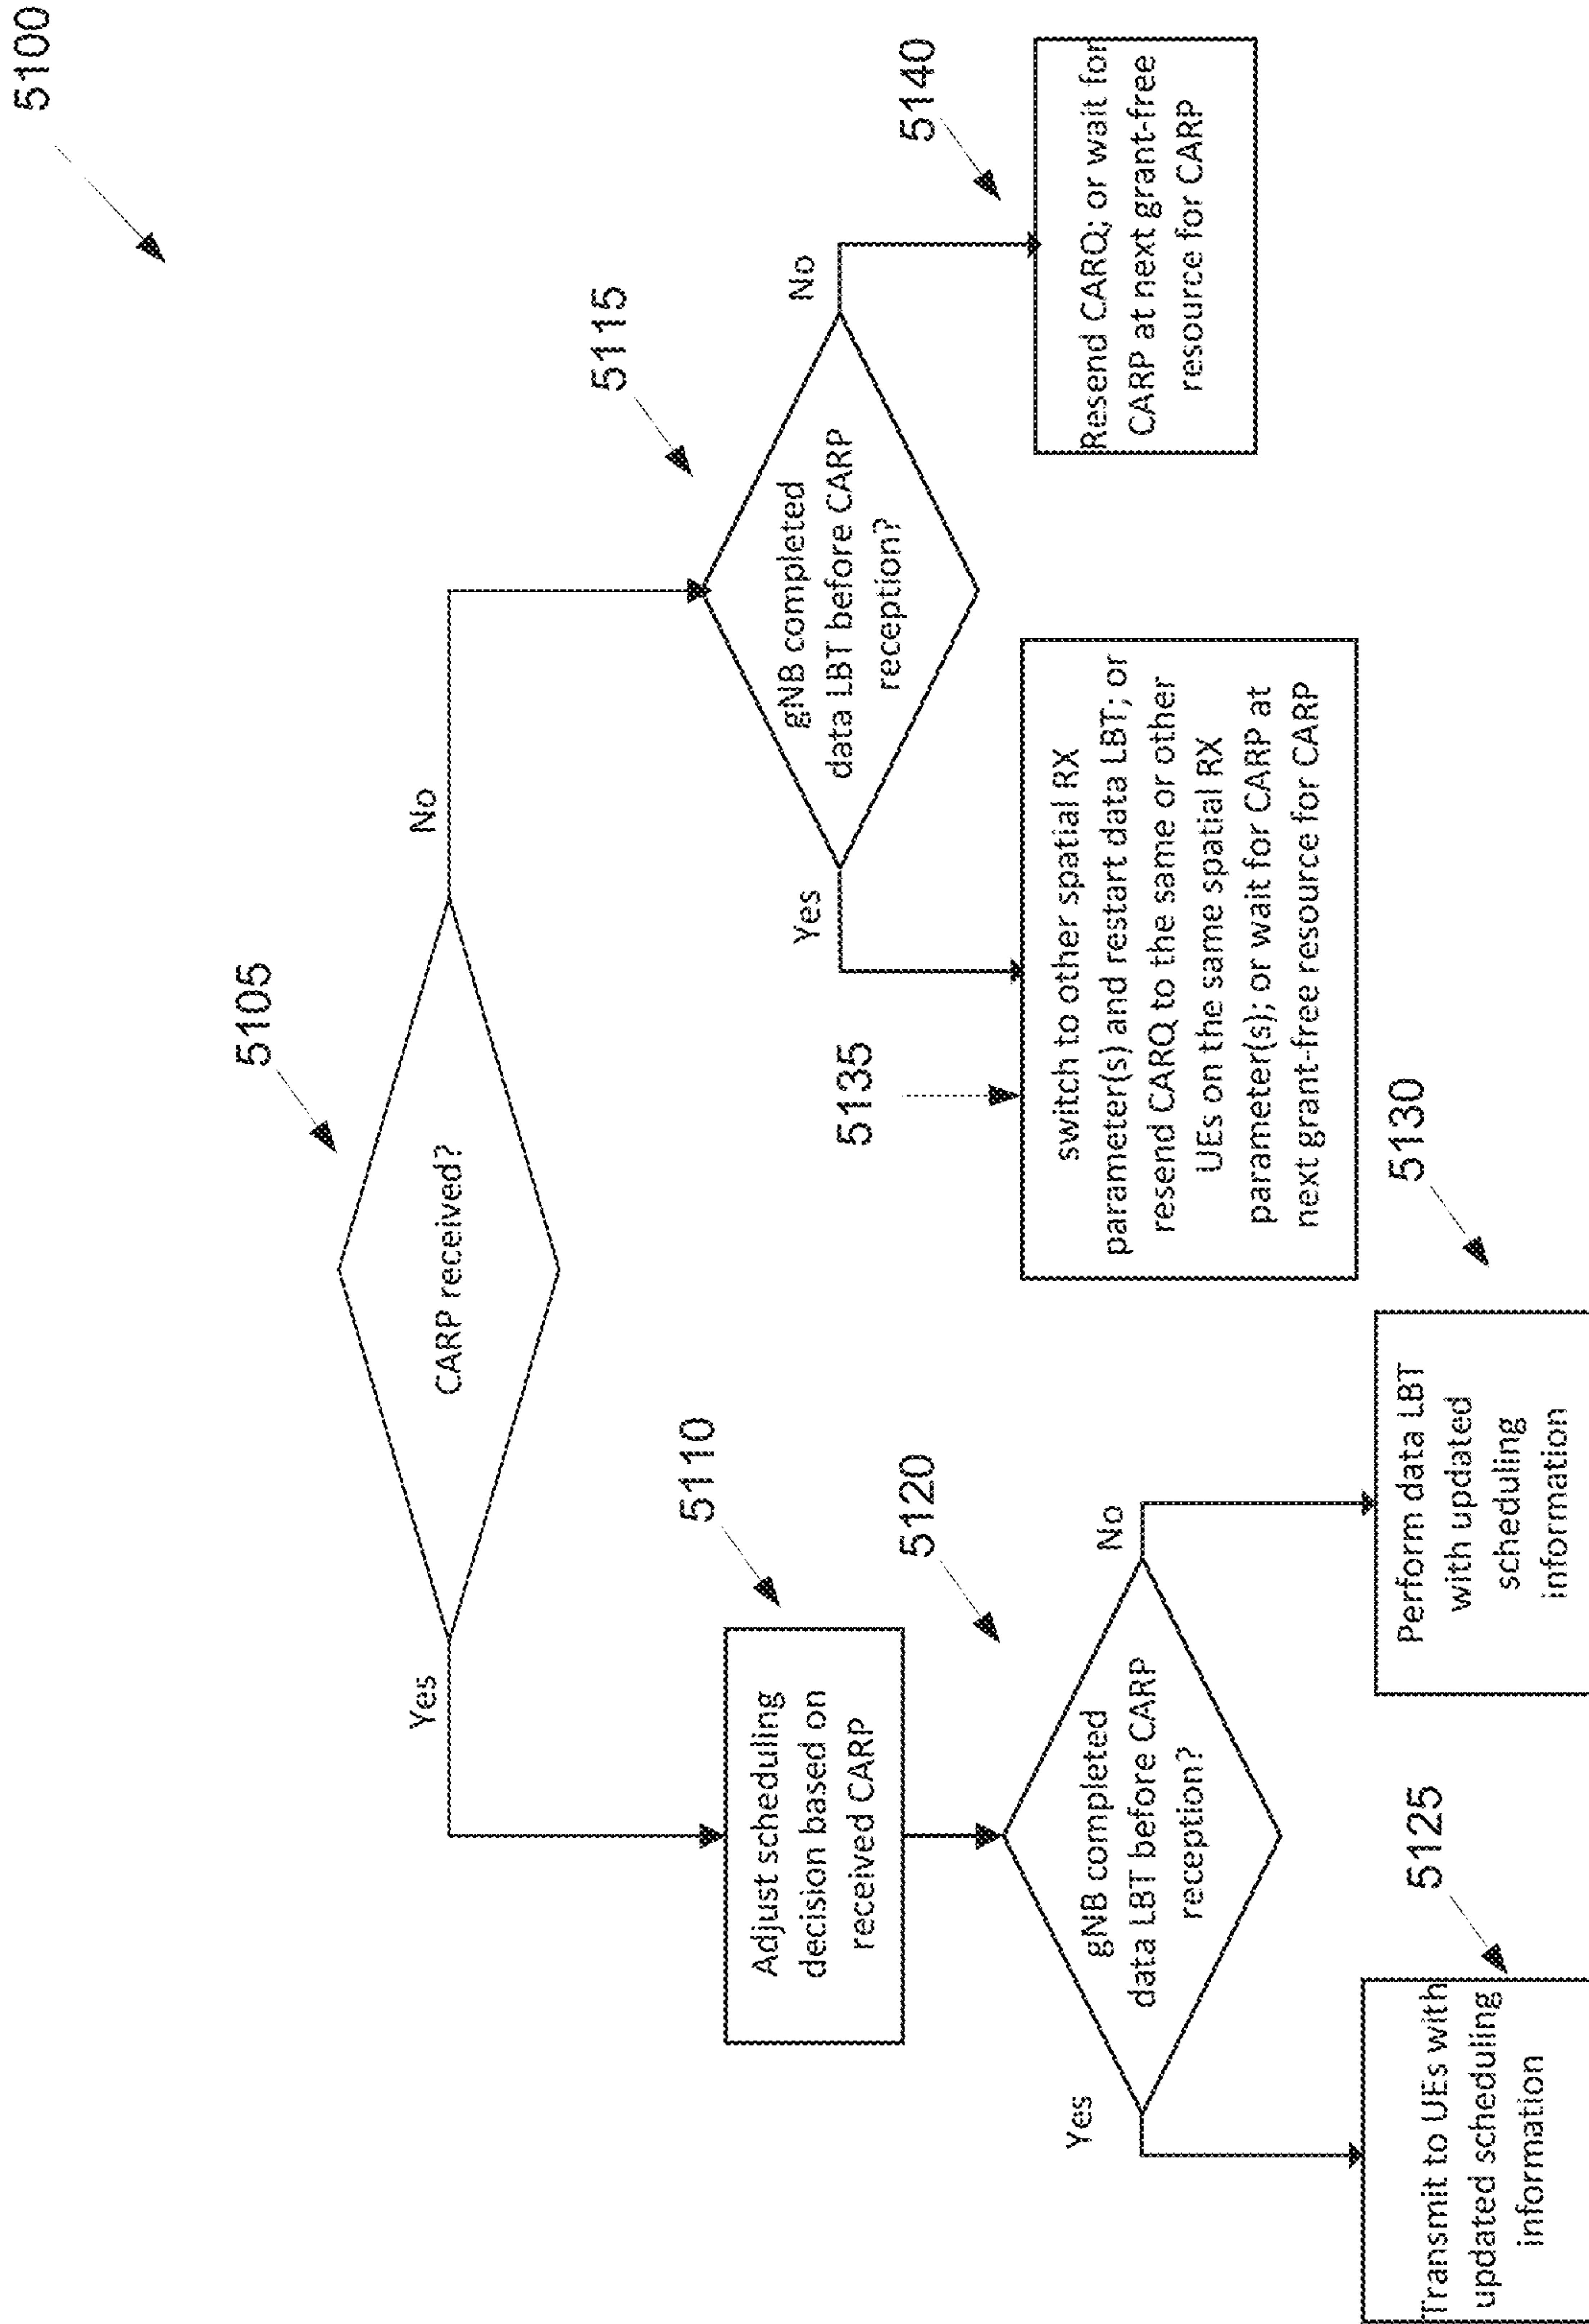 5100
5105
CARP received?
Yes
No
5110
Adjust scheduling
decision based on
received CARP
5115
gNB completed
data LBT before CARP
reception?
Yes
No
5120
gNB completed
data LBT before CARP
reception?
Yes
No
5135
switch to other spatial RX
parameter(s) and restart data LBT; or
resend CARQ to the same or other
UEs on the same spatial RX
parameter(s); or wait for CARP at
next grant-free resource for CARP
5140
Resend CARQ; or wait for
CARP at next grant-free
resource for CARP
5125
Transmit to UEs with
updated scheduling
information
5130
Perform data LBT
with updated
scheduling
information